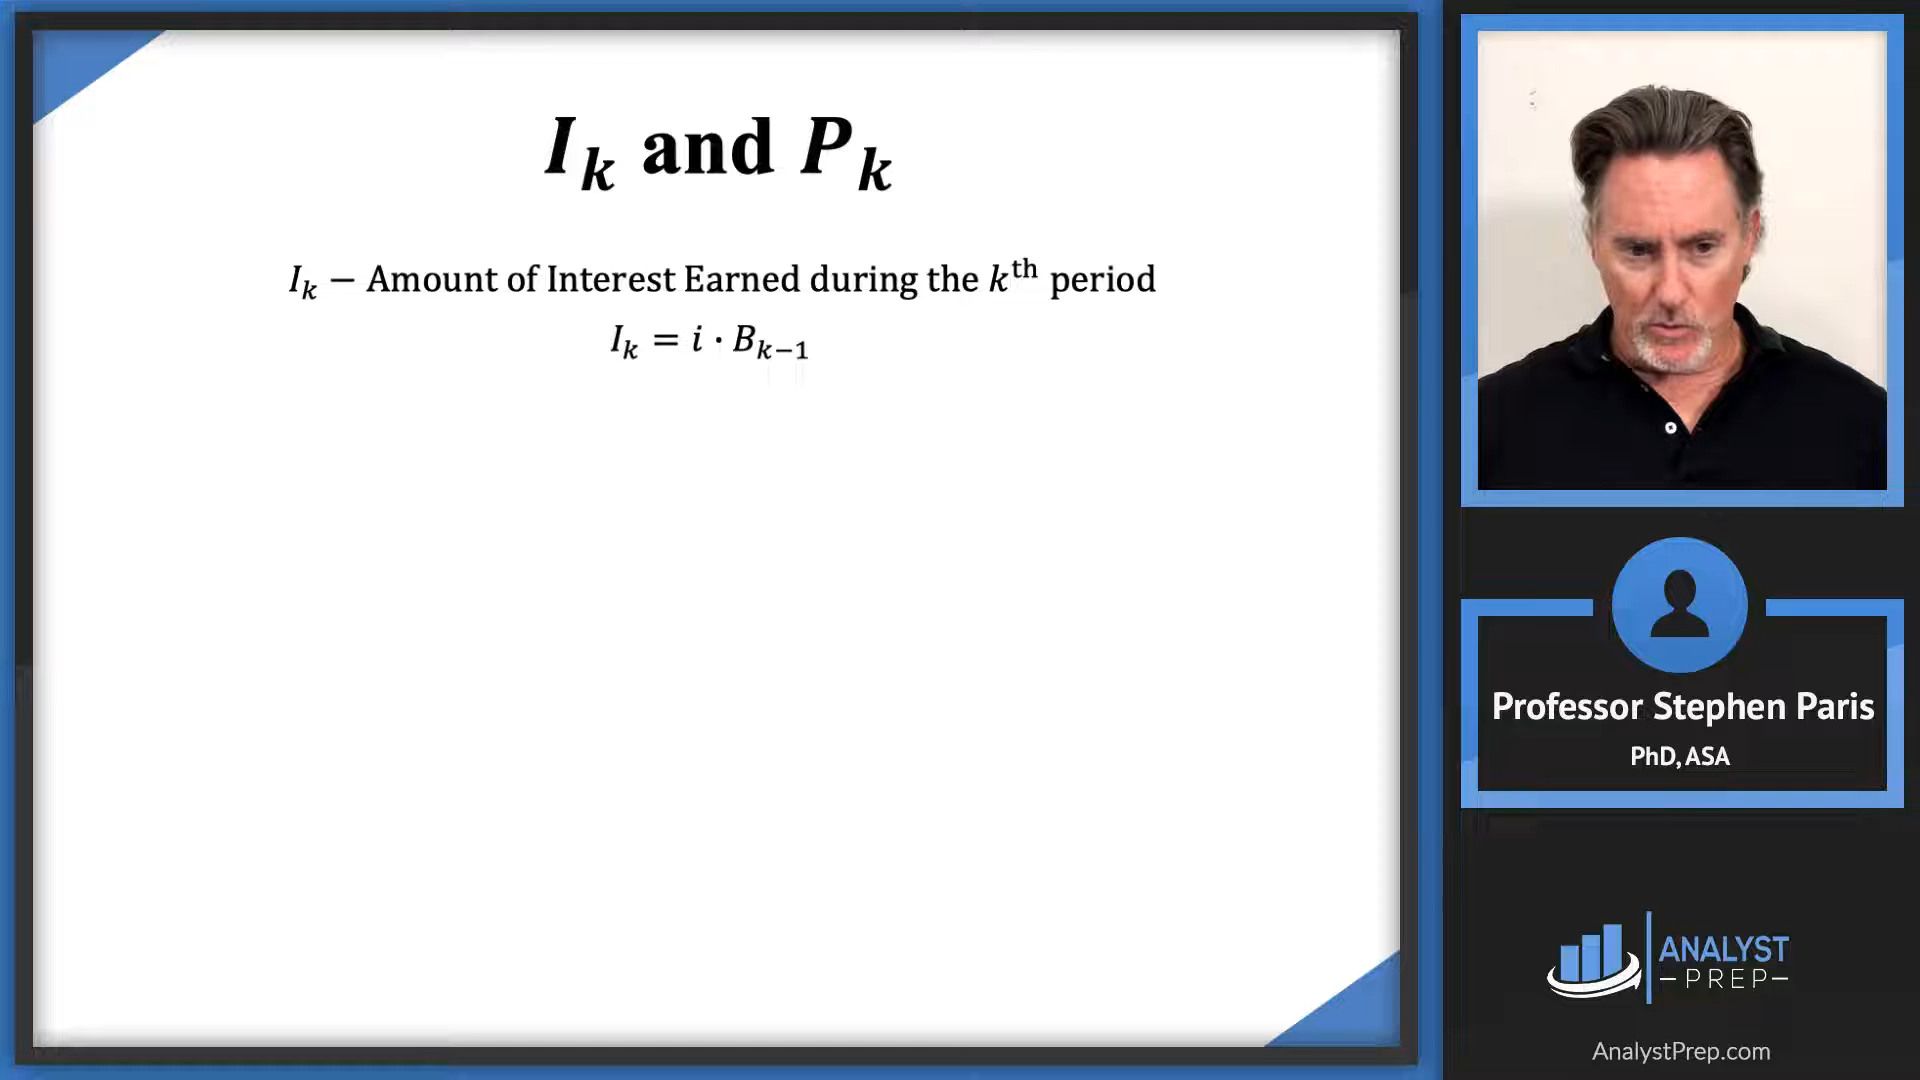 I_k and P_k
I_k − Amount of Interest Earned during the k^th period
I_k = i · B_{k−1}
Professor Stephen Paris
PhD, ASA
ANALYST
PREP
AnalystPrep.com